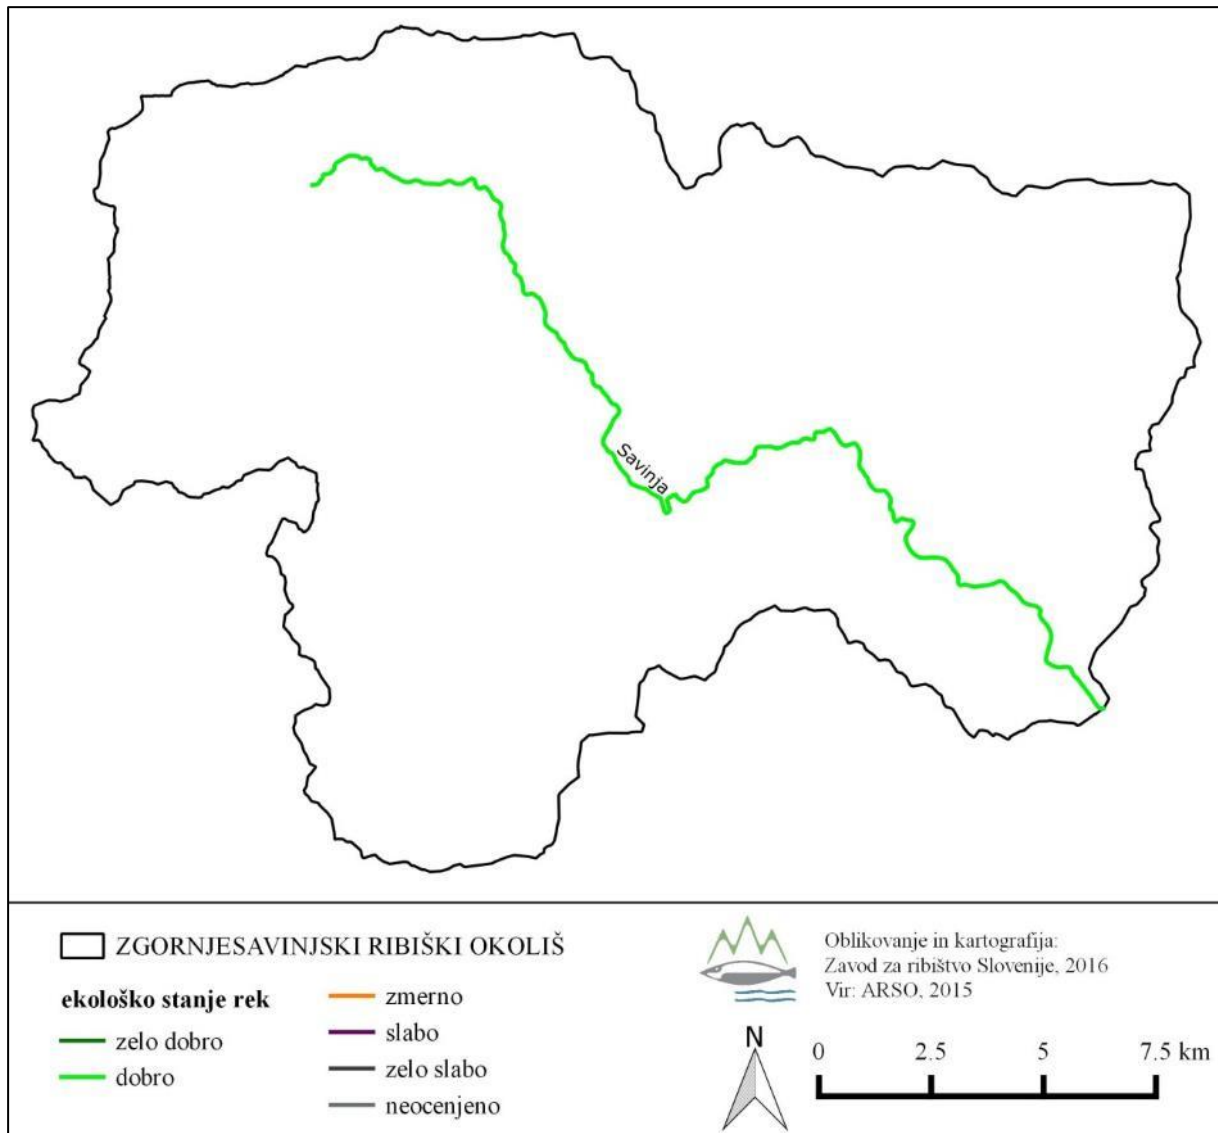 Savinja
ZGORNJESAVINJSKI RIBIŠKI OKOLIŠ
ekološko stanje rek
zelo dobro
dobro
zmerno
slabo
zelo slabo
neocenjeno
Oblikovanje in kartografija:
Zavod za ribištvo Slovenije, 2016
Vir: ARSO, 2015
N
0 2.5 5 7.5 km